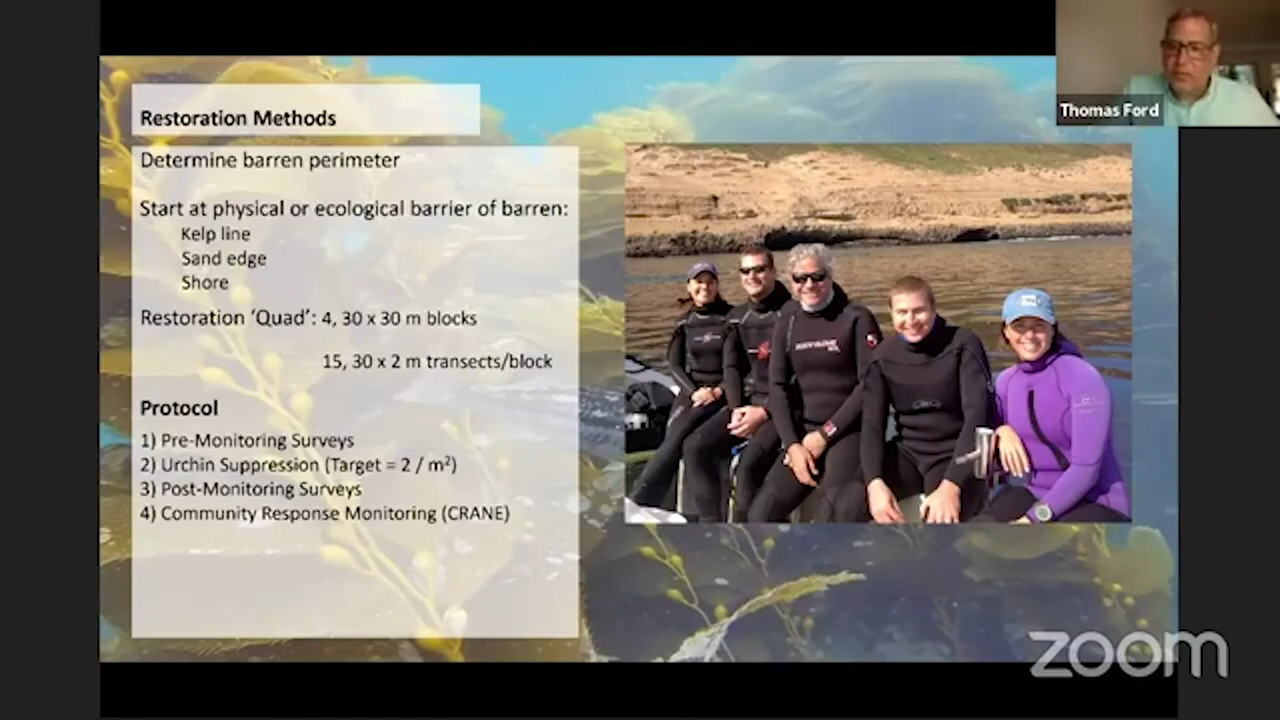 Thomas Ford
Restoration Methods
Determine barren perimeter
Start at physical or ecological barrier of barren:
Kelp line
Sand edge
Shore
Restoration 'Quad': 4, 30 x 30 m blocks
15, 30 x 2 m transects/block
Protocol
1) Pre-Monitoring Surveys
2) Urchin Suppression (Target = 2 / m²)
3) Post-Monitoring Surveys
4) Community Response Monitoring (CRANE)
zoom